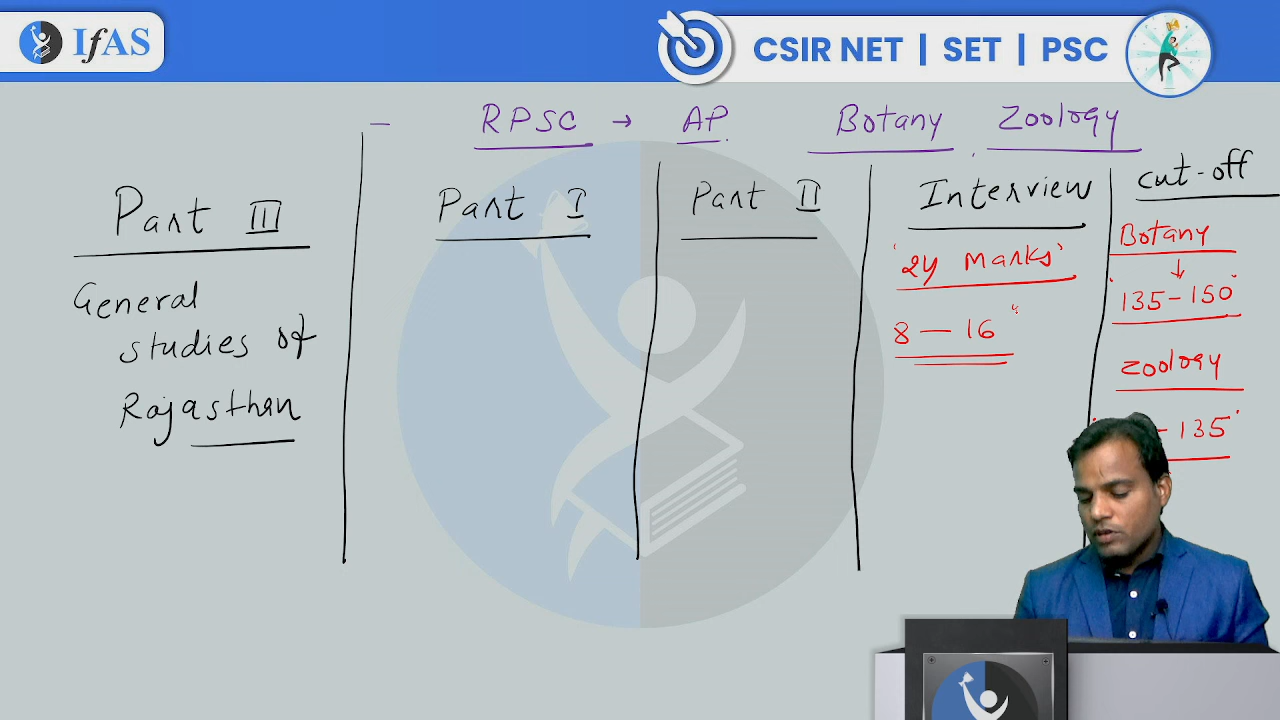 IfAS
CSIR NET | SET | PSC
- RPSC → AP. Botany, Zoology
Part III
General
studies of
Rajasthan
Part I
Part II
Interview
'24 Marks'
8 — 16"
cut-off
Botany
↓
"135-150"
Zoology
- 135"